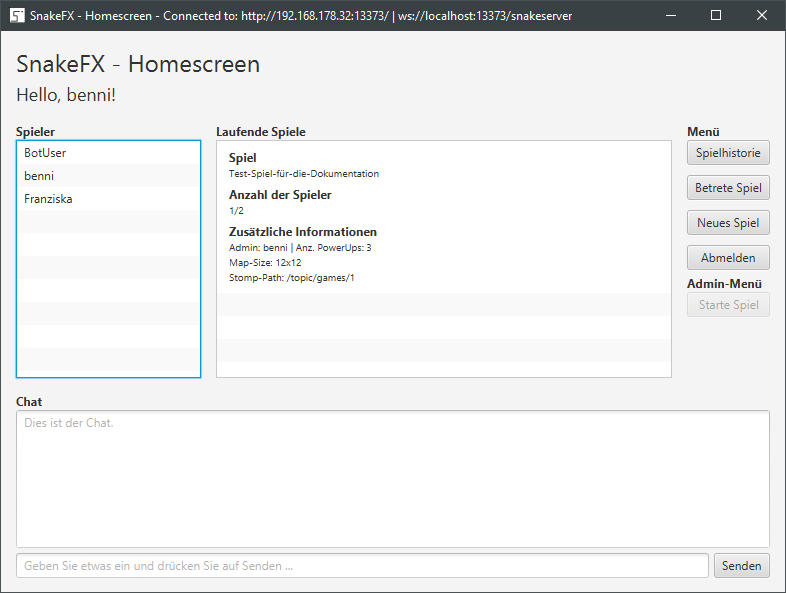 SnakeFX - Homescreen - Connected to: http://192.168.178.32:13373/ | ws://localhost:13373/snakeserver
SnakeFX - Homescreen
Hello, benni!
Spieler
BotUser
benni
Franziska
Laufende Spiele
Spiel
Test-Spiel-für-die-Dokumentation
Anzahl der Spieler
1/2
Zusätzliche Informationen
Admin: benni | Anz. PowerUps: 3
Map-Size: 12x12
Stomp-Path: /topic/games/1
Menü
Spielhistorie
Betrete Spiel
Neues Spiel
Abmelden
Admin-Menü
Starte Spiel
Chat
Dies ist der Chat.
Geben Sie etwas ein und drücken Sie auf Senden ...
Senden